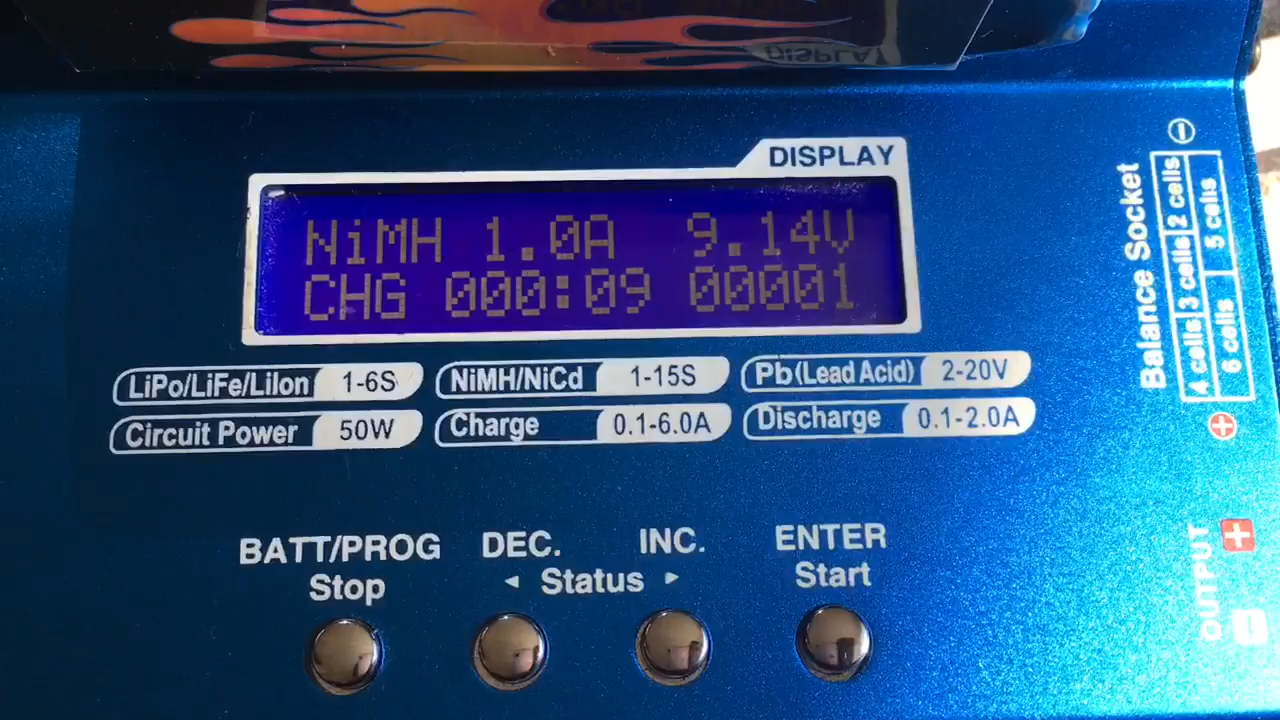 DISPLAY
DISPLAY
NiMH 1.0A 9.14V
CHG 000:09 00001
LiPo/LiFe/LiIon 1-6S
NiMH/NiCd 1-15S
Pb(Lead Acid) 2-20V
Circuit Power 50W
Charge 0.1-6.0A
Discharge 0.1-2.0A
BATT/PROG
Stop
DEC.
INC.
◄ Status ►
ENTER
Start
Balance Socket
4 cells 3 cells 2 cells
6 cells 5 cells
OUTPUT
+
-